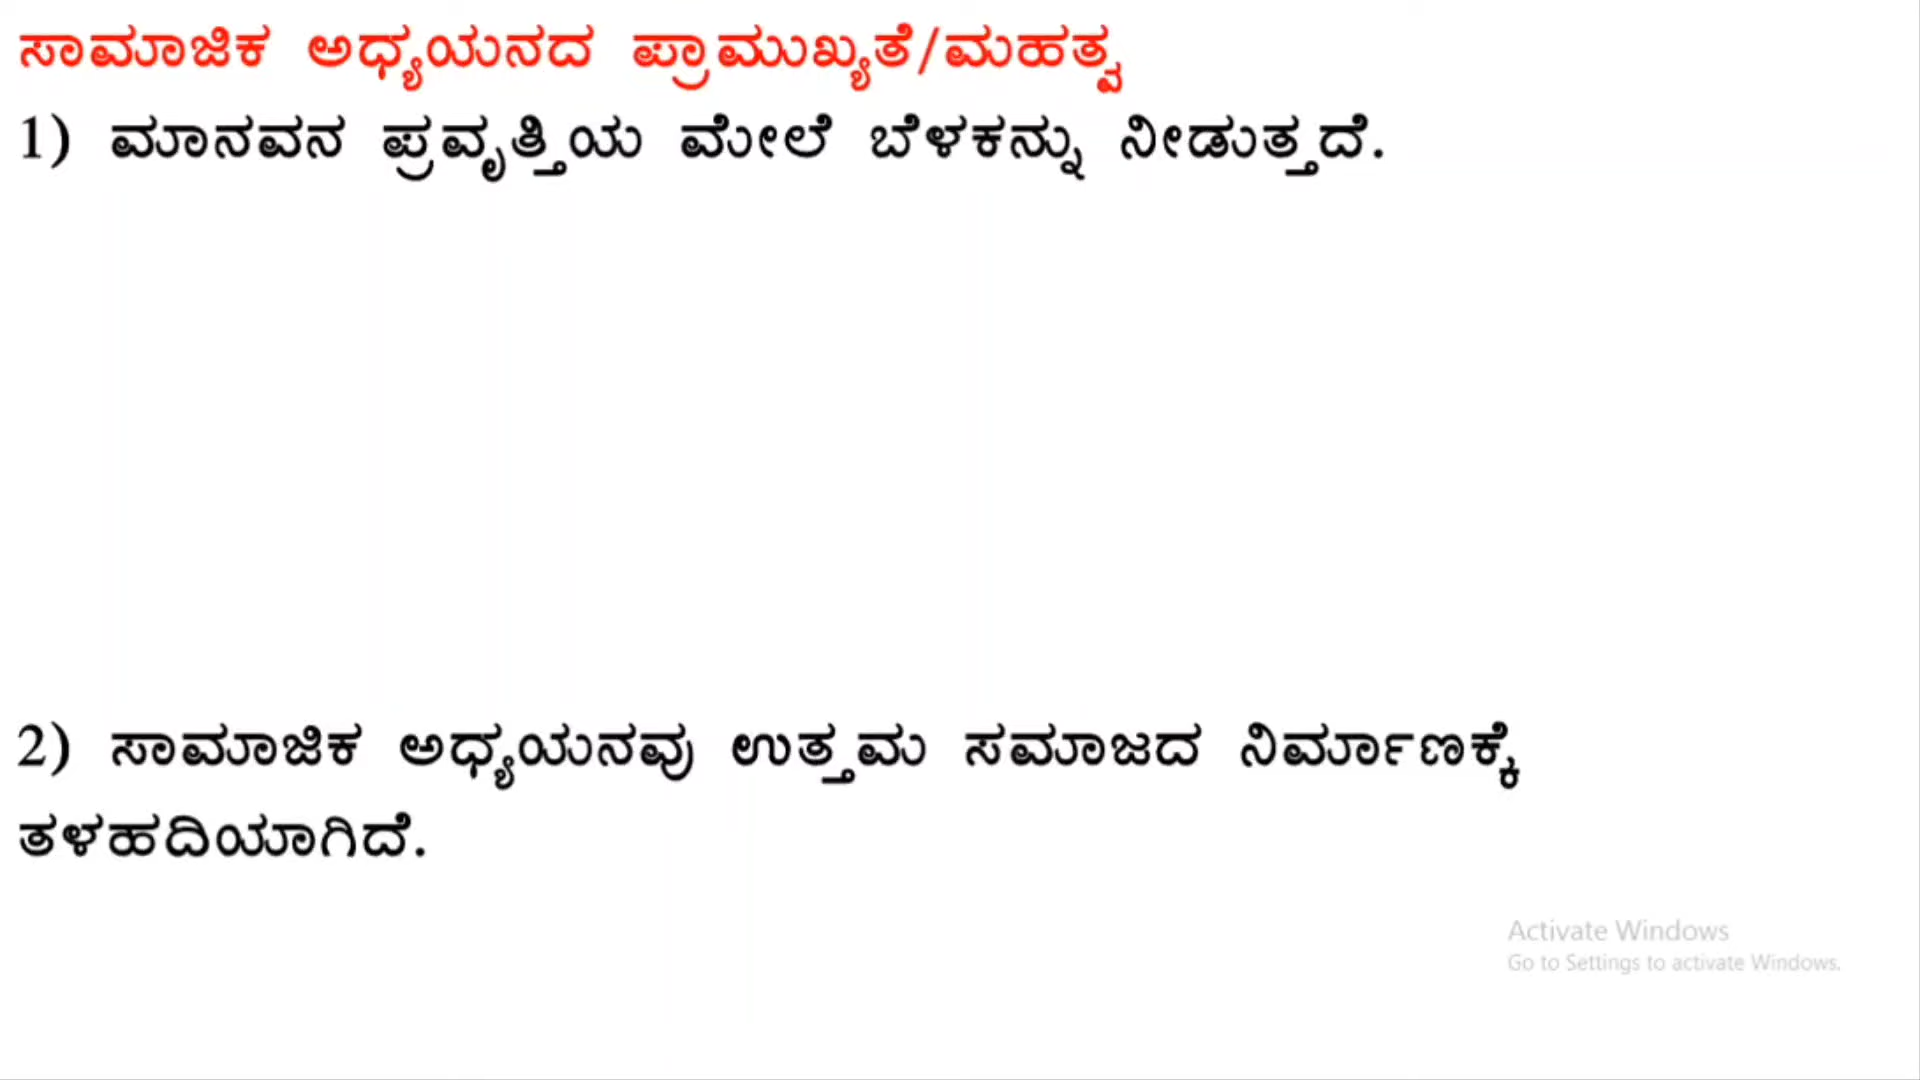 ಸಾಮಾಜಿಕ ಅಧ್ಯಯನದ ಪ್ರಾಮುಖ್ಯತೆ/ಮಹತ್ವ
1) ಮಾನವನ ಪ್ರವೃತ್ತಿಯ ಮೇಲೆ ಬೆಳಕನ್ನು ನೀಡುತ್ತದೆ.
2) ಸಾಮಾಜಿಕ ಅಧ್ಯಯನವು ಉತ್ತಮ ಸಮಾಜದ ನಿರ್ಮಾಣಕ್ಕೆ
ತಳಹದಿಯಾಗಿದೆ.
Activate Windows
Go to Settings to activate Windows.